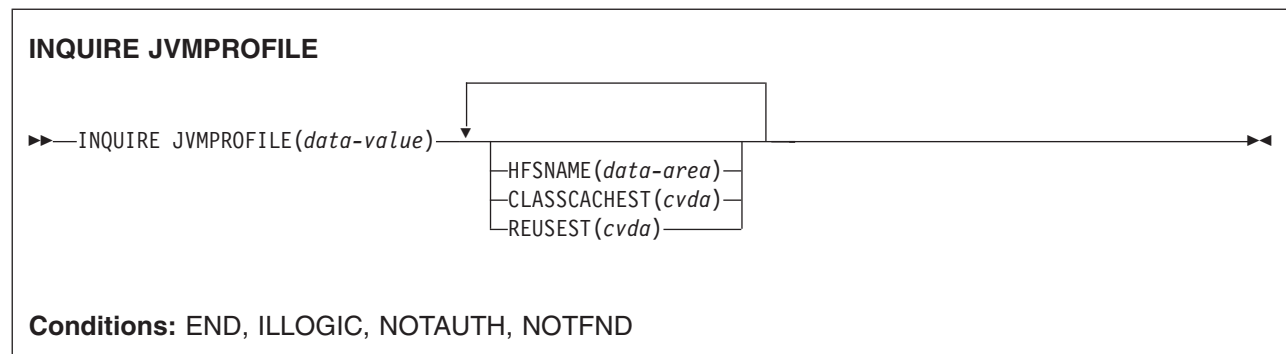 INQUIRE JVMPROFILE
INQUIRE JVMPROFILE(data-value)
HFSNAME(data-area)
CLASSCACHEST(cvda)
REUSEST(cvda)
Conditions: END, ILLOGIC, NOTAUTH, NOTFND